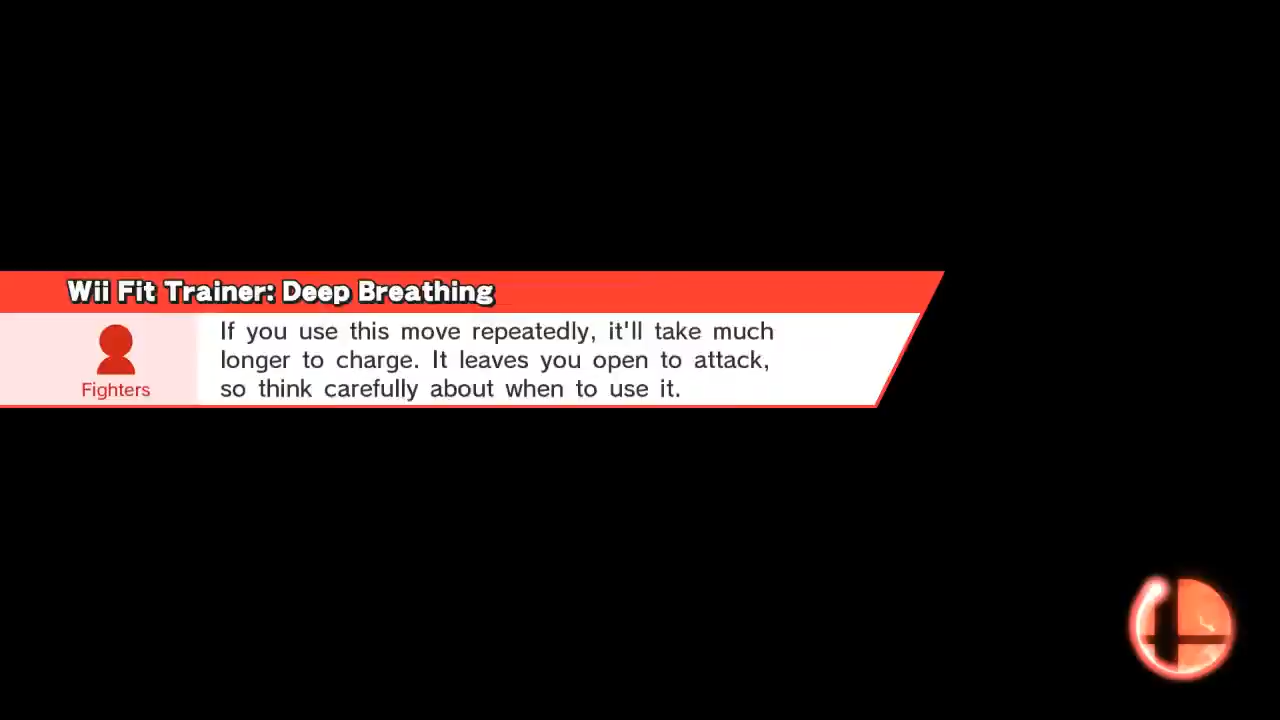 Wii Fit Trainer: Deep Breathing
If you use this move repeatedly, it'll take much
longer to charge. It leaves you open to attack,
so think carefully about when to use it.
Fighters